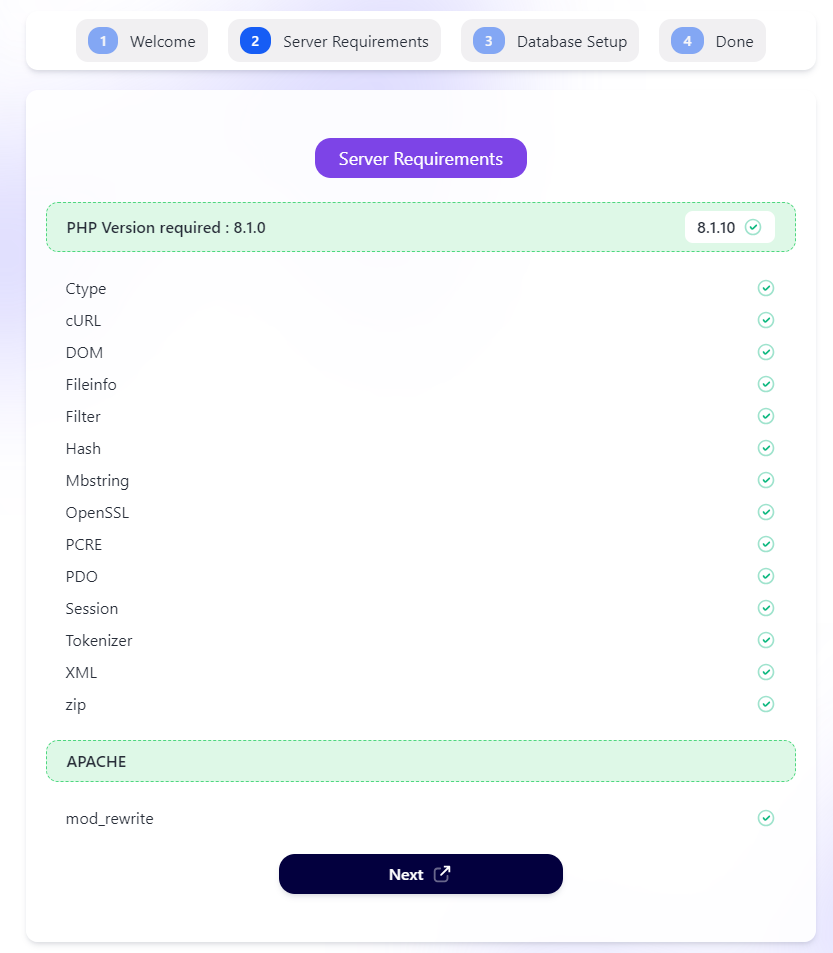 1 Welcome 2 Server Requirements 3 Database Setup 4 Done
Server Requirements
PHP Version required : 8.1.0 8.1.10
Ctype
cURL
DOM
Fileinfo
Filter
Hash
Mbstring
OpenSSL
PCRE
PDO
Session
Tokenizer
XML
zip
APACHE
mod_rewrite
Next